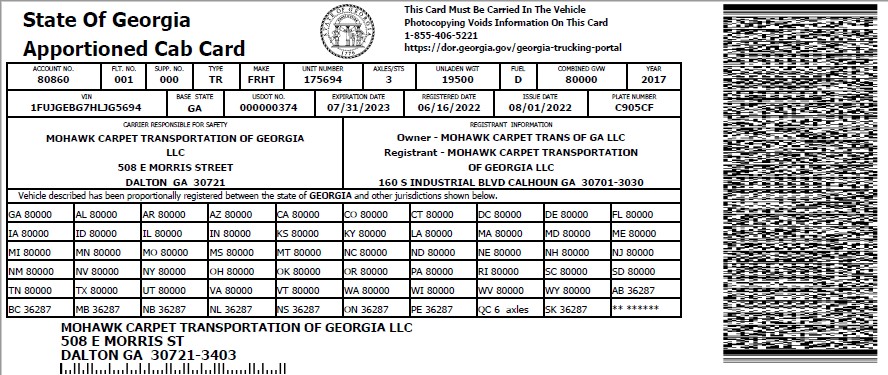 State Of Georgia
Apportioned Cab Card
STATE OF GEORGIA
1776
This Card Must Be Carried In The Vehicle
Photocopying Voids Information On This Card
1-855-406-5221
https://dor.georgia.gov/georgia-trucking-portal
ACCOUNT NO. FLT. NO. SUPP. NO. TYPE MAKE UNIT NUMBER AXLES/STS UNLADEN WGT FUEL COMBINED GVW YEAR
80860 001 000 TR FRHT 175694 3 19500 D 80000 2017
VIN BASE STATE USDOT NO. EXPIRATION DATE REGISTERED DATE ISSUE DATE PLATE NUMBER
1FUJGEBG7HLJG5694 GA 000000374 07/31/2023 06/16/2022 08/01/2022 C905CF
CARRIER RESPONSIBLE FOR SAFETY
MOHAWK CARPET TRANSPORTATION OF GEORGIA
LLC
508 E MORRIS STREET
DALTON GA 30721
REGISTRANT INFORMATION
Owner - MOHAWK CARPET TRANS OF GA LLC
Registrant - MOHAWK CARPET TRANSPORTATION
OF GEORGIA LLC
160 S INDUSTRIAL BLVD CALHOUN GA 30701-3030
Vehicle described has been proportionally registered between the state of GEORGIA and other jurisdictions shown below.
GA 80000 AL 80000 AR 80000 AZ 80000 CA 80000 CO 80000 CT 80000 DC 80000 DE 80000 FL 80000
IA 80000 ID 80000 IL 80000 IN 80000 KS 80000 KY 80000 LA 80000 MA 80000 MD 80000 ME 80000
MI 80000 MN 80000 MO 80000 MS 80000 MT 80000 NC 80000 ND 80000 NE 80000 NH 80000 NJ 80000
NM 80000 NV 80000 NY 80000 OH 80000 OK 80000 OR 80000 PA 80000 RI 80000 SC 80000 SD 80000
TN 80000 TX 80000 UT 80000 VA 80000 VT 80000 WA 80000 WI 80000 WV 80000 WY 80000 AB 36287
BC 36287 MB 36287 NB 36287 NL 36287 NS 36287 ON 36287 PE 36287 QC 6 axles SK 36287 ** ******
MOHAWK CARPET TRANSPORTATION OF GEORGIA LLC
508 E MORRIS ST
DALTON GA 30721-3403